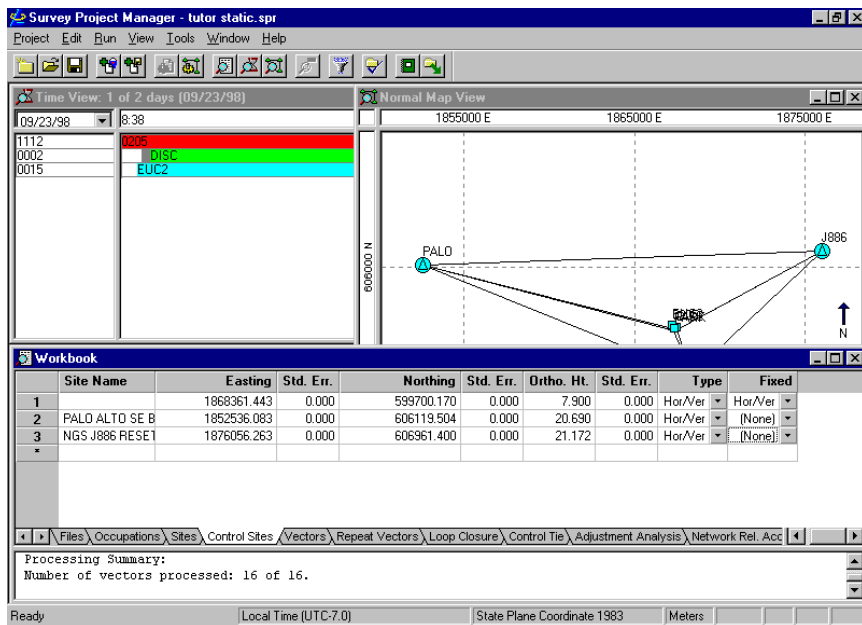 Survey Project Manager - tutor static.spr
Project Edit Run View Tools Window Help
Time View: 1 of 2 days (09/23/98)
09/23/98 8:38
1112 0205
0002 DISC
0015 EUC2
Normal Map View
1855000 E 1865000 E 1875000 E
606000 N
PALO
J886
N
Workbook
Site Name Easting Std. Err. Northing Std. Err. Ortho. Ht. Std. Err. Type Fixed
1 1868361.443 0.000 599700.170 0.000 7.900 0.000 Hor/Ver Hor/Ver
2 PALO ALTO SE B 1852536.083 0.000 606119.504 0.000 20.690 0.000 Hor/Ver (None)
3 NGS J886 RESET 1876056.263 0.000 606961.400 0.000 21.172 0.000 Hor/Ver (None)
*
Files Occupations Sites Control Sites Vectors Repeat Vectors Loop Closure Control Tie Adjustment Analysis Network Rel. Acc
Processing Summary:
Number of vectors processed: 16 of 16.
Ready Local Time (UTC-7.0) State Plane Coordinate 1983 Meters